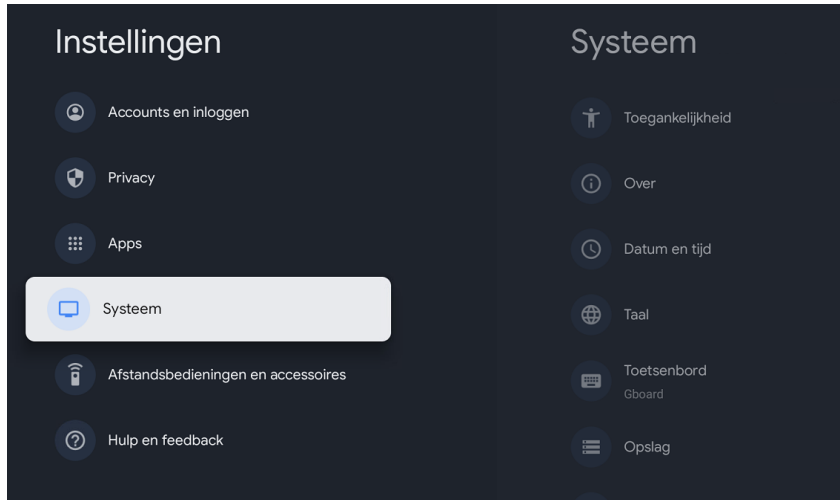 Instellingen
Accounts en inloggen
Privacy
Apps
Systeem
Afstandsbedieningen en accessoires
Hulp en feedback
Systeem
Toegankelijkheid
Over
Datum en tijd
Taal
Toetsenbord
Gboard
Opslag